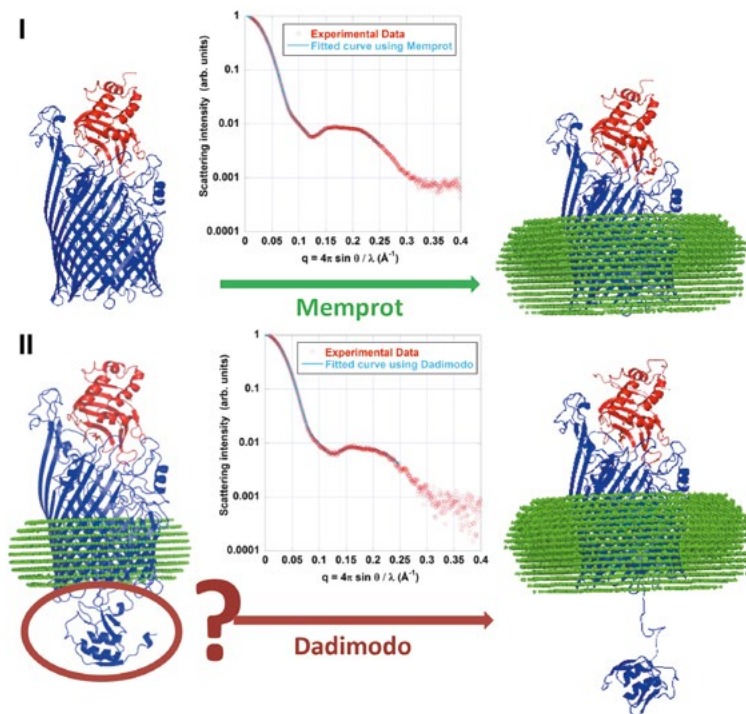 I
Experimental Data
Fitted curve using Memprot
Scattering intensity (arb. units)
1
0.1
0.01
0.001
0.0001
0 0.05 0.1 0.15 0.2 0.25 0.3 0.35 0.4
q = 4π sin θ / λ (Å⁻¹)
Memprot
II
Experimental Data
Fitted curve using Dadimodo
Scattering intensity (arb. units)
1
0.1
0.01
0.001
0.0001
0 0.05 0.1 0.15 0.2 0.25 0.3 0.35 0.4
q = 4π sin θ / λ (Å⁻¹)
?
Dadimodo